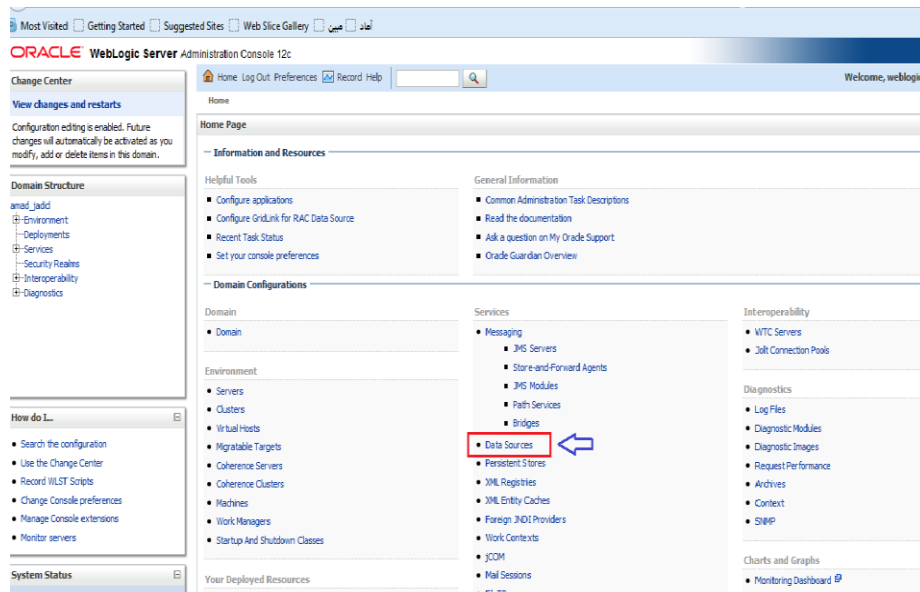 Most Visited Getting Started Suggested Sites Web Slice Gallery هبين أهاد
ORACLE WebLogic Server Administration Console 12c
Change Center
View changes and restarts
Configuration editing is enabled. Future
changes will automatically be activated as you
modify, add or delete items in this domain.
Domain Structure
amad_jadid
Environment
Deployments
Services
Security Realms
Interoperability
Diagnostics
How do I...
Search the configuration
Use the Change Center
Record WLST Scripts
Change Console preferences
Manage Console extensions
Monitor servers
System Status
Home Log Out Preferences Record Help
Welcome, weblogic
Home
Home Page
Information and Resources
Helpful Tools
Configure applications
Configure GridLink for RAC Data Source
Recent Task Status
Set your console preferences
General Information
Common Administration Task Descriptions
Read the documentation
Ask a question on My Oracle Support
Oracle Guardian Overview
Domain Configurations
Domain
Domain
Environment
Servers
Clusters
Virtual Hosts
Migratable Targets
Coherence Servers
Coherence Clusters
Machines
Work Managers
Startup And Shutdown Classes
Your Deployed Resources
Services
Messaging
JMS Servers
Store-and-Forward Agents
JMS Modules
Path Services
Bridges
Data Sources
Persistent Stores
XML Registries
XML Entity Caches
Foreign JNDI Providers
Work Contexts
jCOM
Mail Sessions
Interoperability
WTC Servers
Jolt Connection Pools
Diagnostics
Log Files
Diagnostic Modules
Diagnostic Images
Request Performance
Archives
Context
SNMP
Charts and Graphs
Monitoring Dashboard